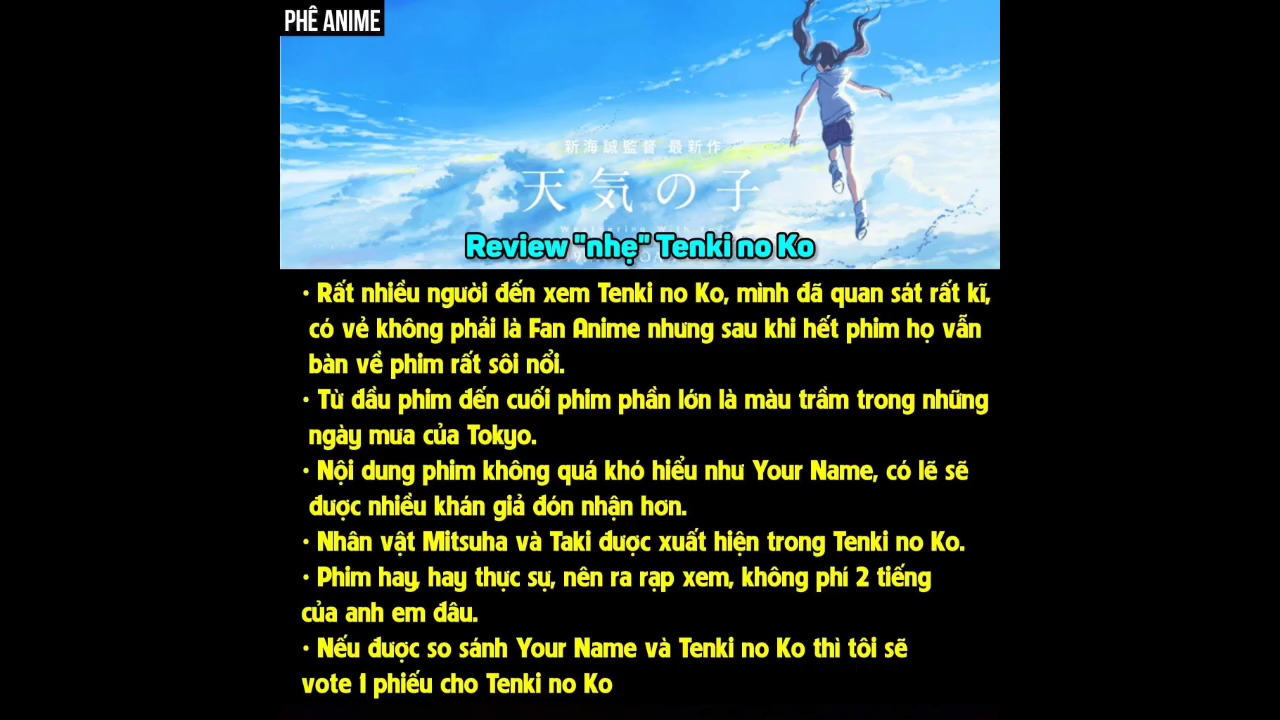 PHÊ ANIME
新海誠監督 最新作
天気の子
Review "nhẹ" Tenki no Ko
• Rất nhiều người đến xem Tenki no Ko, mình đã quan sát rất kĩ,
có vẻ không phải là Fan Anime nhưng sau khi hết phim họ vẫn
bàn về phim rất sôi nổi.
• Từ đầu phim đến cuối phim phần lớn là màu trầm trong những
ngày mưa của Tokyo.
• Nội dung phim không quá khó hiểu như Your Name, có lẽ sẽ
được nhiều khán giả đón nhận hơn.
• Nhân vật Mitsuha và Taki được xuất hiện trong Tenki no Ko.
• Phim hay, hay thực sự, nên ra rạp xem, không phí 2 tiếng
của anh em đâu.
• Nếu được so sánh Your Name và Tenki no Ko thì tôi sẽ
vote 1 phiếu cho Tenki no Ko